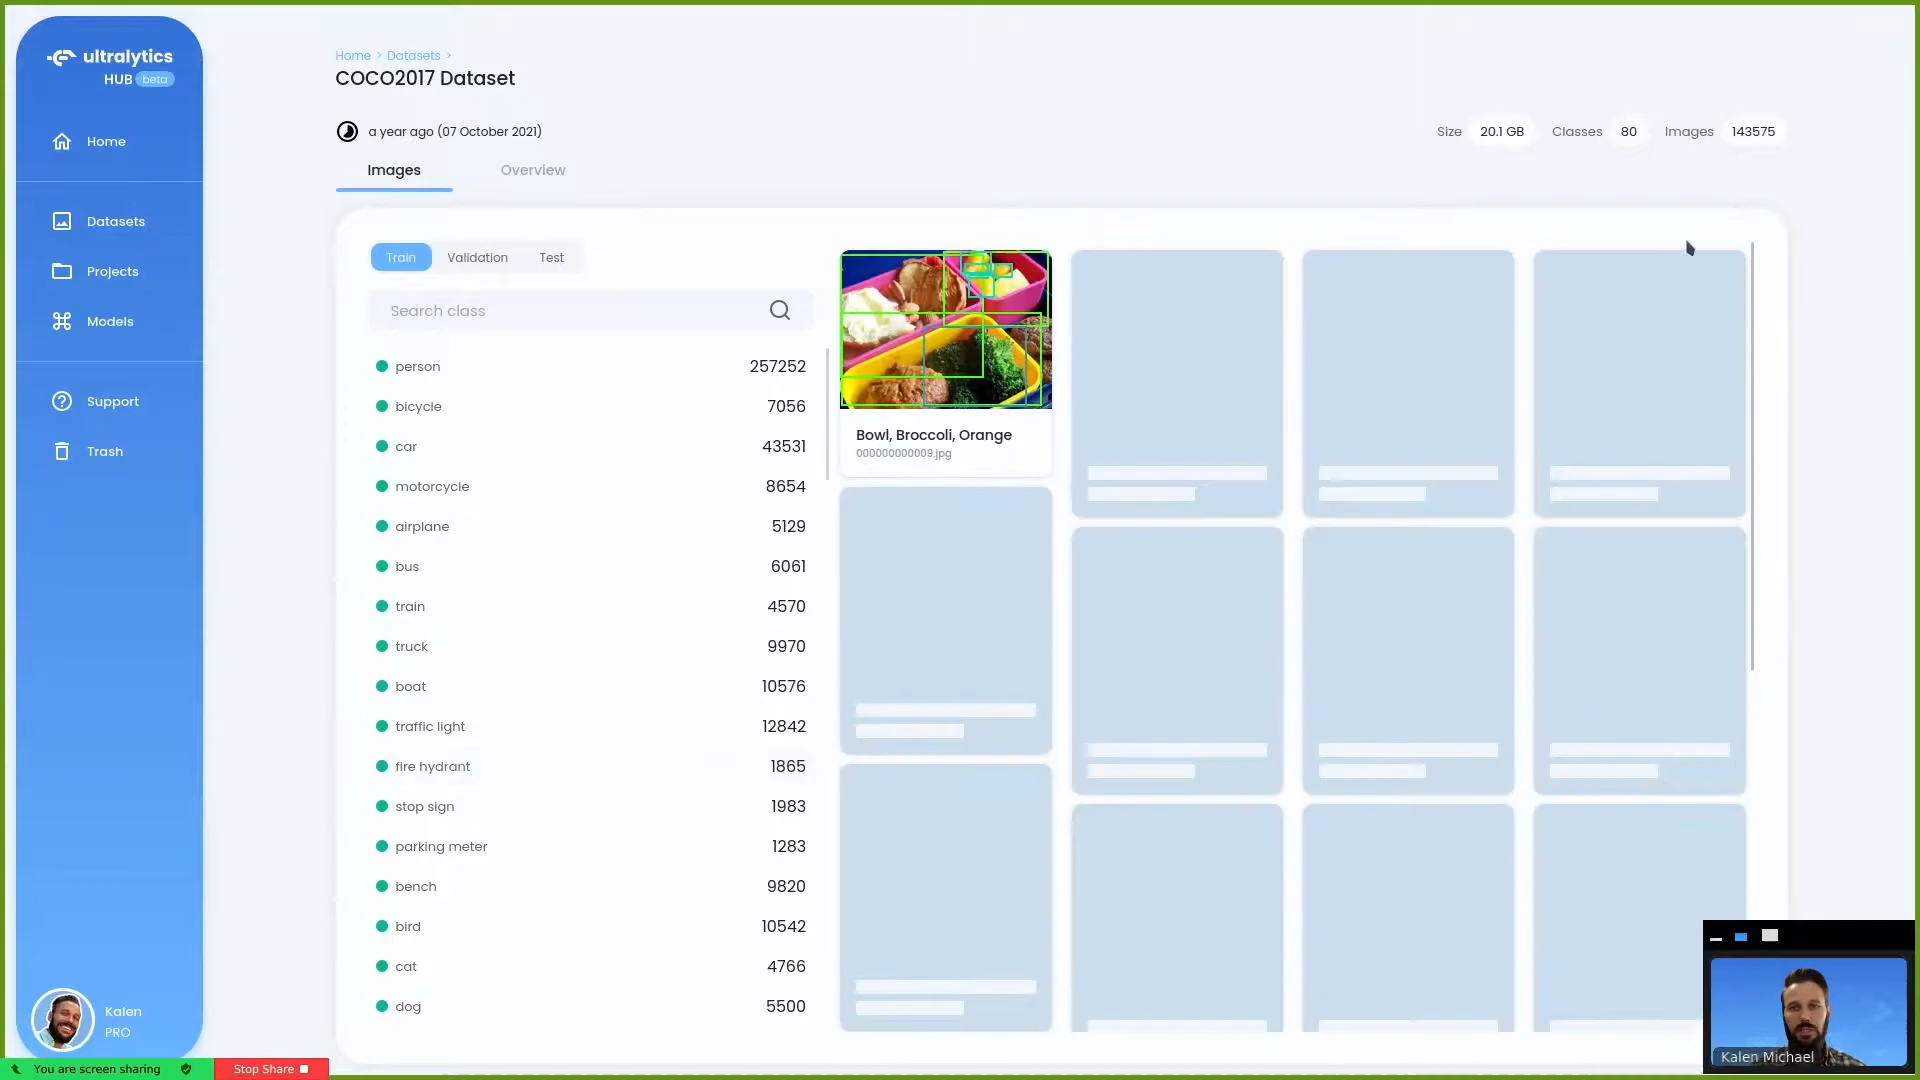 ultralytics
HUB beta
Home
Datasets
Projects
Models
Support
Trash
Kalen
PRO
You are screen sharing
Stop Share
Home > Datasets >
COCO2017 Dataset
a year ago (07 October 2021)
Size 20.1 GB Classes 80 Images 143575
Images Overview
Train Validation Test
Search class
person 257252
bicycle 7056
car 43531
motorcycle 8654
airplane 5129
bus 6061
train 4570
truck 9970
boat 10576
traffic light 12842
fire hydrant 1865
stop sign 1983
parking meter 1283
bench 9820
bird 10542
cat 4766
dog 5500
Bowl, Broccoli, Orange
000000000009.jpg
Kalen Michael